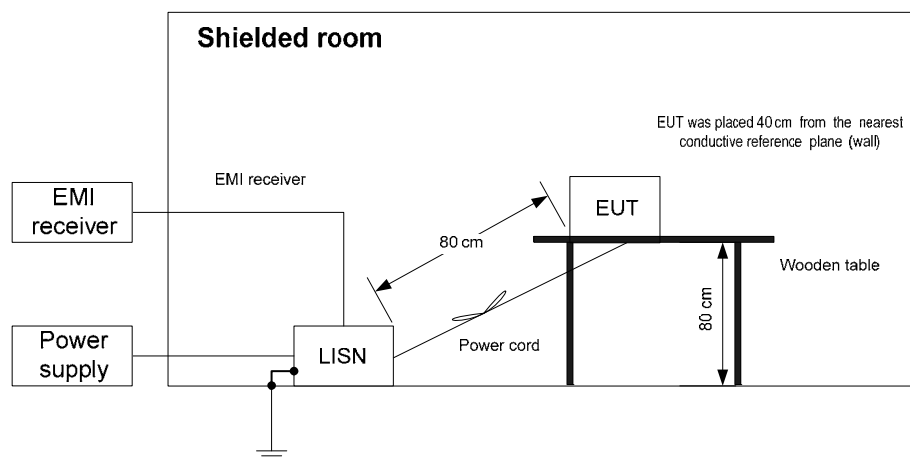 Shielded room
EUT was placed 40 cm from the nearest
conductive reference plane (wall)
EMI receiver
EMI
receiver
EUT
80 cm
Wooden table
80 cm
Power cord
LISN
Power
supply